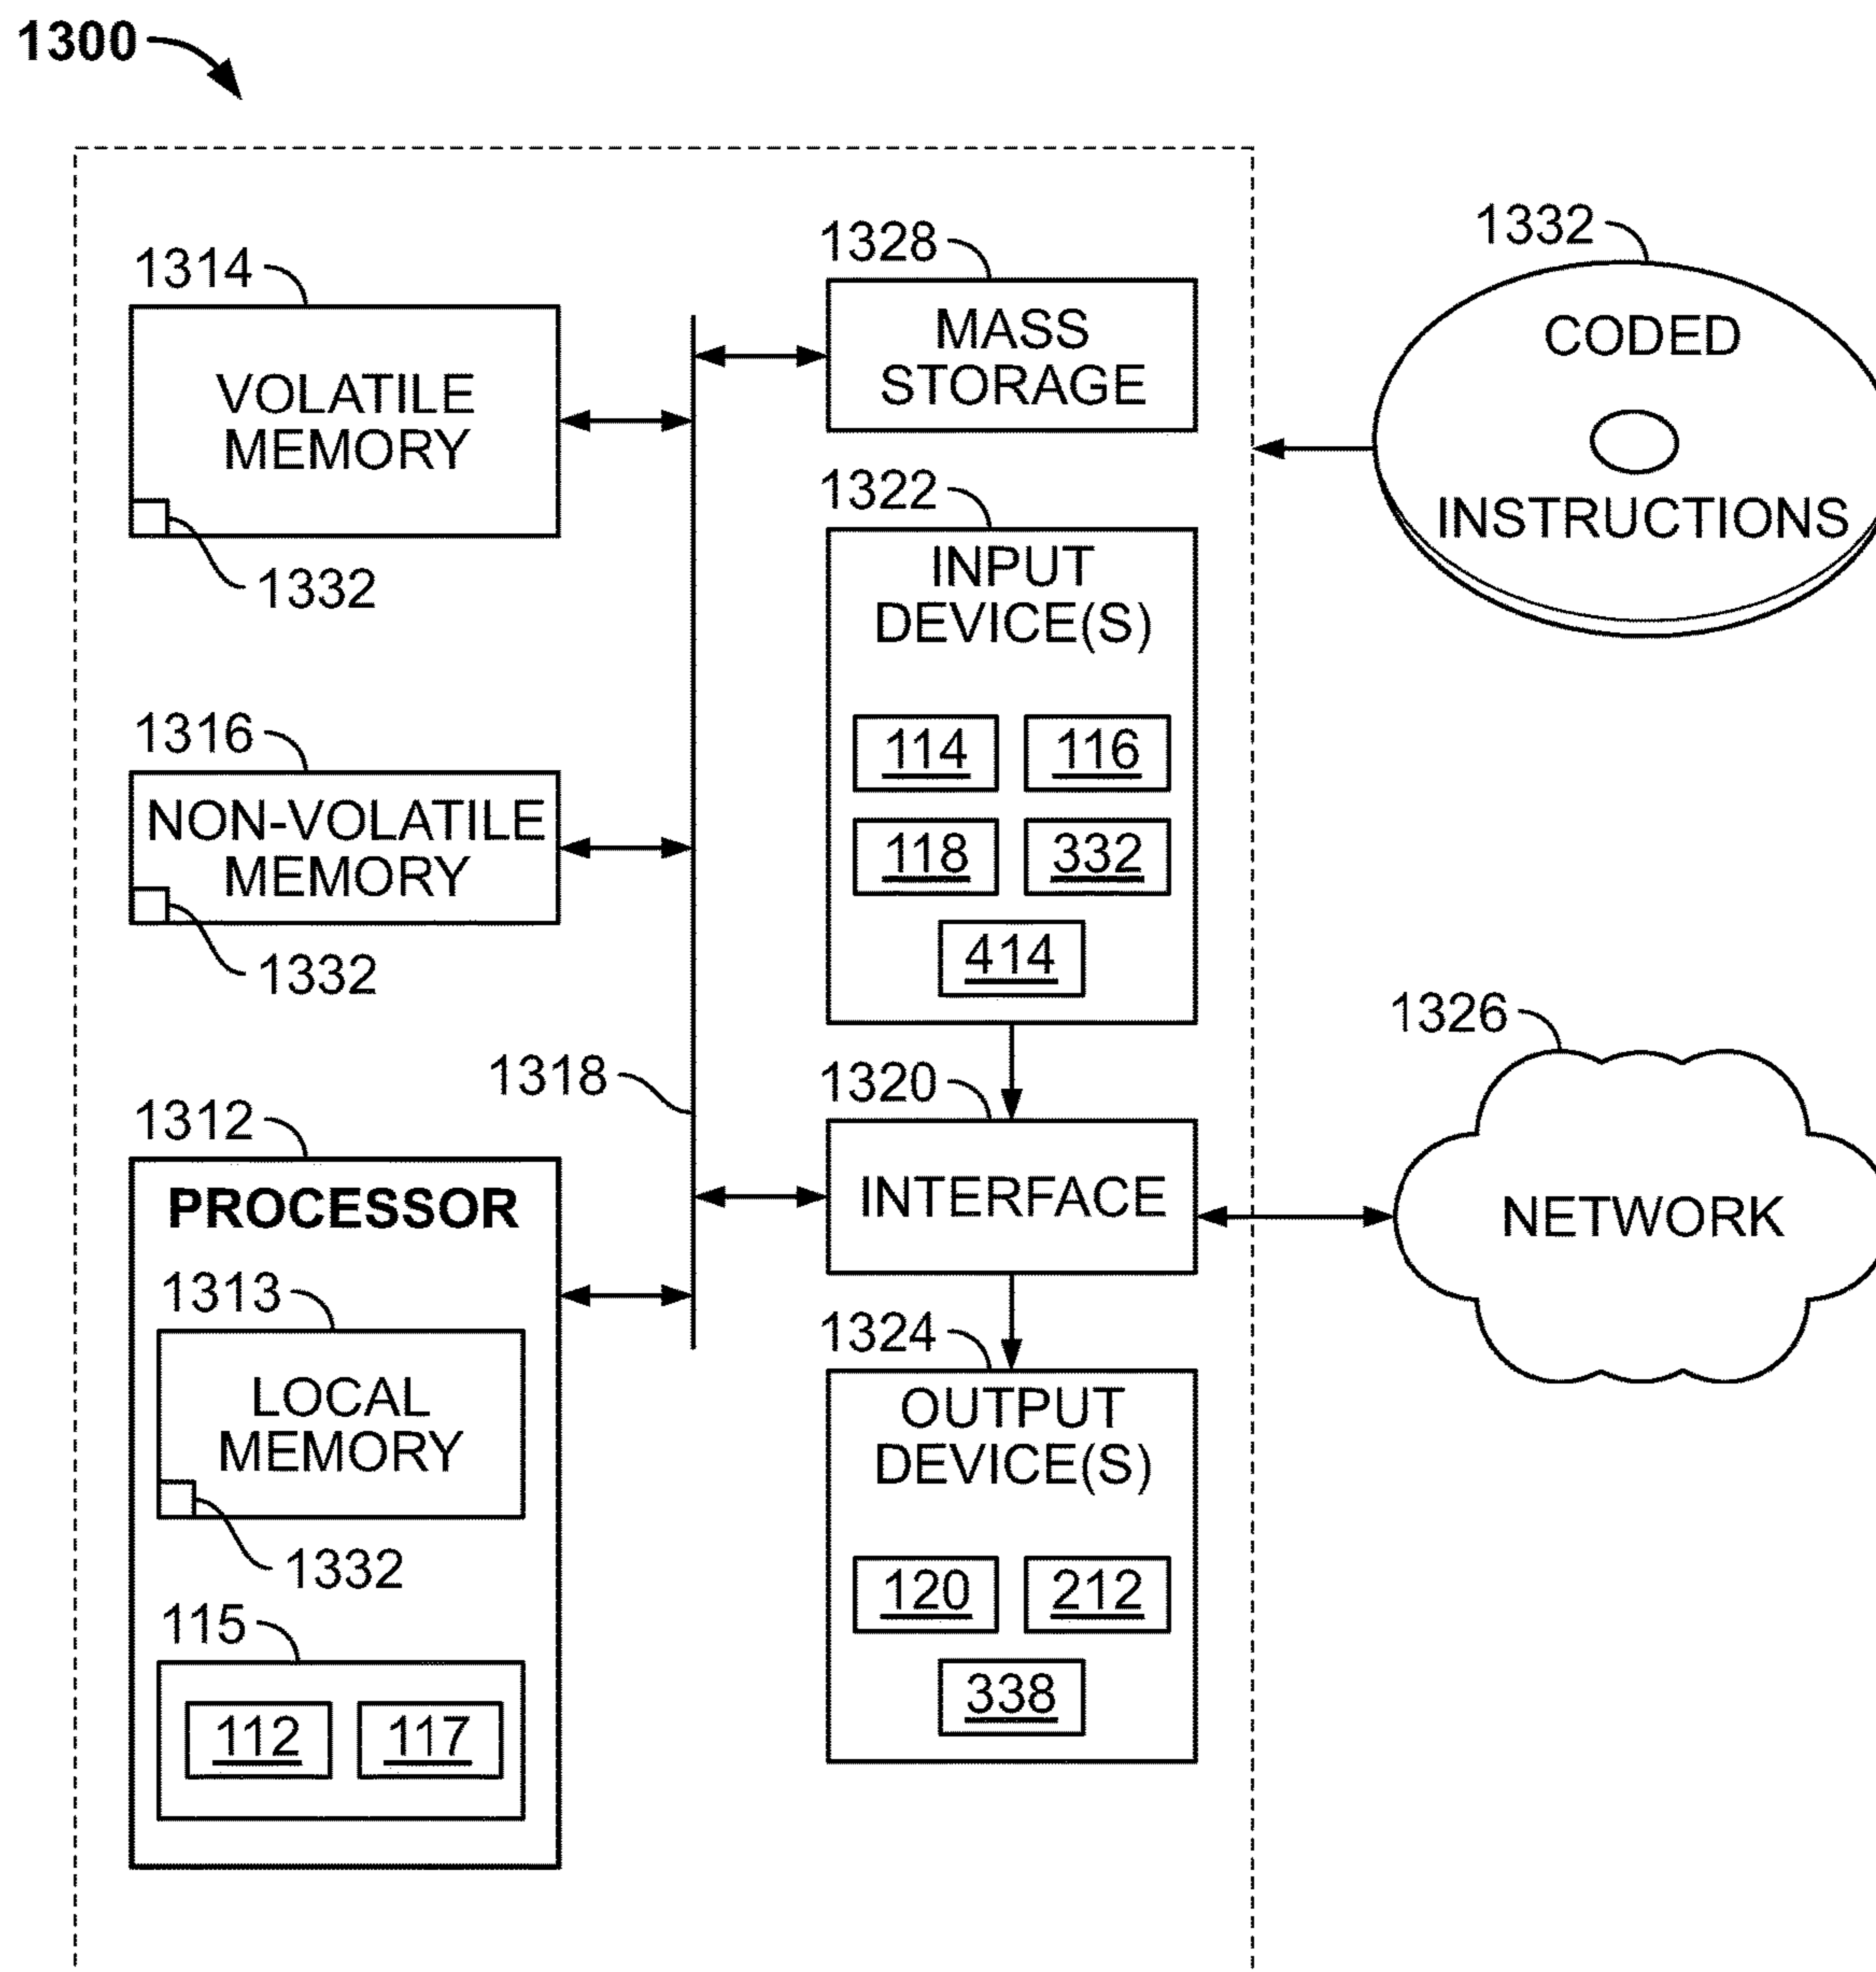 1300
1314
VOLATILE
MEMORY
1332
1316
NON-VOLATILE
MEMORY
1332
1318
1312
PROCESSOR
1313
LOCAL
MEMORY
1332
115
112 117
1328
MASS
STORAGE
1322
INPUT
DEVICE(S)
114 116
118 332
414
1320
INTERFACE
1324
OUTPUT
DEVICE(S)
120 212
338
1332
CODED
INSTRUCTIONS
1326
NETWORK